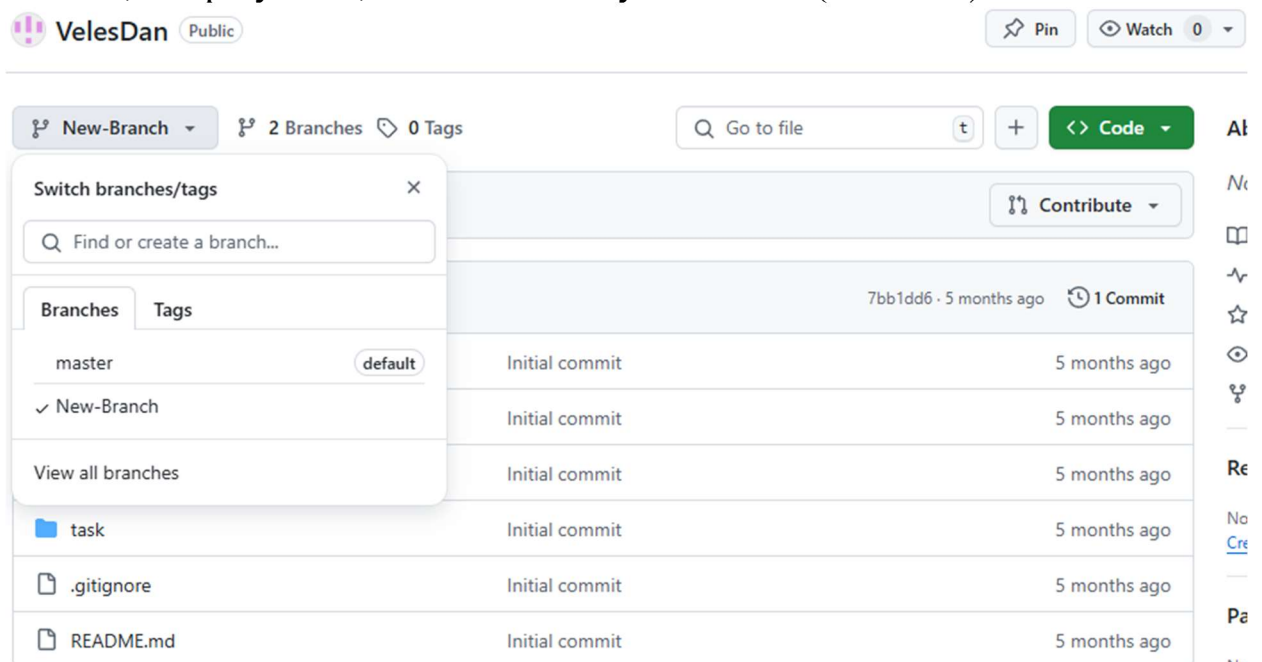 VelesDan Public Pin Watch 0
New-Branch 2 Branches 0 Tags Go to file t + Code
Switch branches/tags
Find or create a branch...
Contribute
Branches Tags
7bb1dd6 · 5 months ago 1 Commit
master default Initial commit 5 months ago
New-Branch
Initial commit 5 months ago
View all branches Initial commit 5 months ago
task Initial commit 5 months ago
.gitignore Initial commit 5 months ago
README.md Initial commit 5 months ago